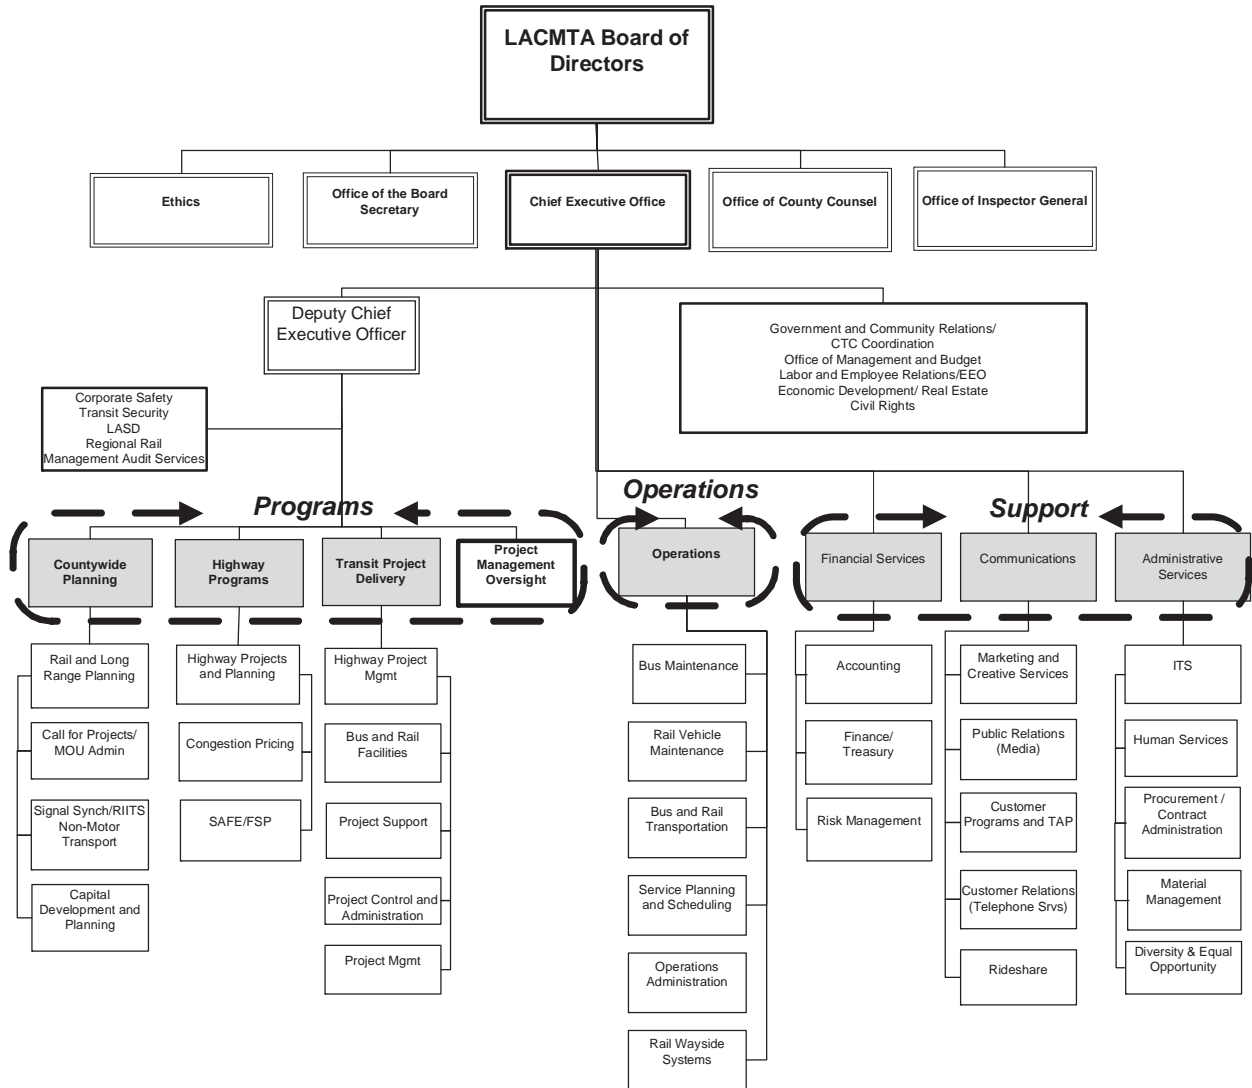 LACMTA Board of
Directors
Ethics
Office of the Board
Secretary
Chief Executive Office
Office of County Counsel
Office of Inspector General
Deputy Chief
Executive Officer
Government and Community Relations/
CTC Coordination
Office of Management and Budget
Labor and Employee Relations/EEO
Economic Development/ Real Estate
Civil Rights
Corporate Safety
Transit Security
LASD
Regional Rail
Management Audit Services
Programs
Operations
Support
Countywide
Planning
Highway
Programs
Transit Project
Delivery
Project
Management
Oversight
Operations
Financial Services
Communications
Administrative
Services
Rail and Long
Range Planning
Call for Projects/
MOU Admin
Signal Synch/RIITS
Non-Motor
Transport
Capital
Development and
Planning
Highway Projects
and Planning
Congestion Pricing
SAFE/FSP
Highway Project
Mgmt
Bus and Rail
Facilities
Project Support
Project Control and
Administration
Project Mgmt
Bus Maintenance
Rail Vehicle
Maintenance
Bus and Rail
Transportation
Service Planning
and Scheduling
Operations
Administration
Rail Wayside
Systems
Accounting
Finance/
Treasury
Risk Management
Marketing and
Creative Services
Public Relations
(Media)
Customer
Programs and TAP
Customer Relations
(Telephone Srvs)
Rideshare
ITS
Human Services
Procurement /
Contract
Administration
Material
Management
Diversity & Equal
Opportunity